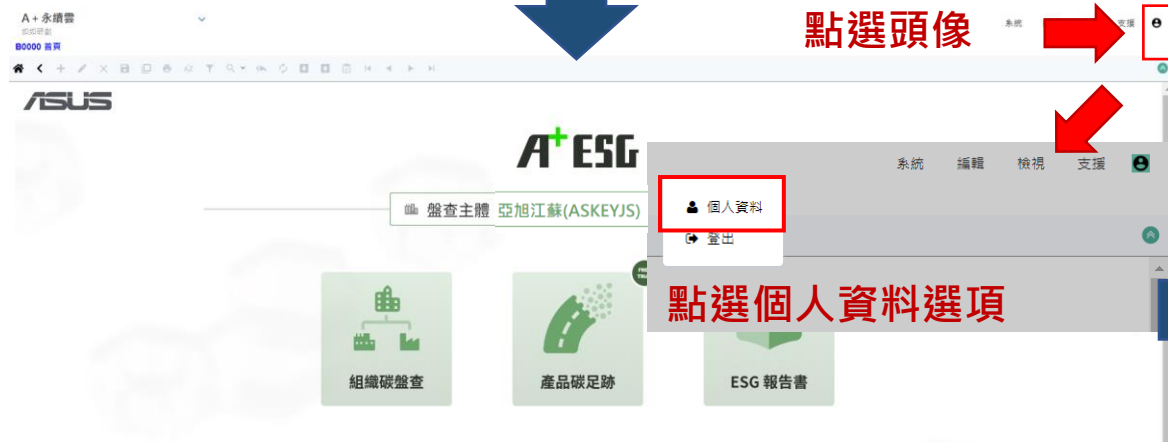 A + 永續雲
B0000 首頁
點選頭像
系統
支援
ASUS
A+ ESG
盤查主體 亞旭江蘇(ASKEYJS)
系統 編輯 檢視 支援
個人資料
登出
點選個人資料選項
組織碳盤查
產品碳足跡
ESG 報告書